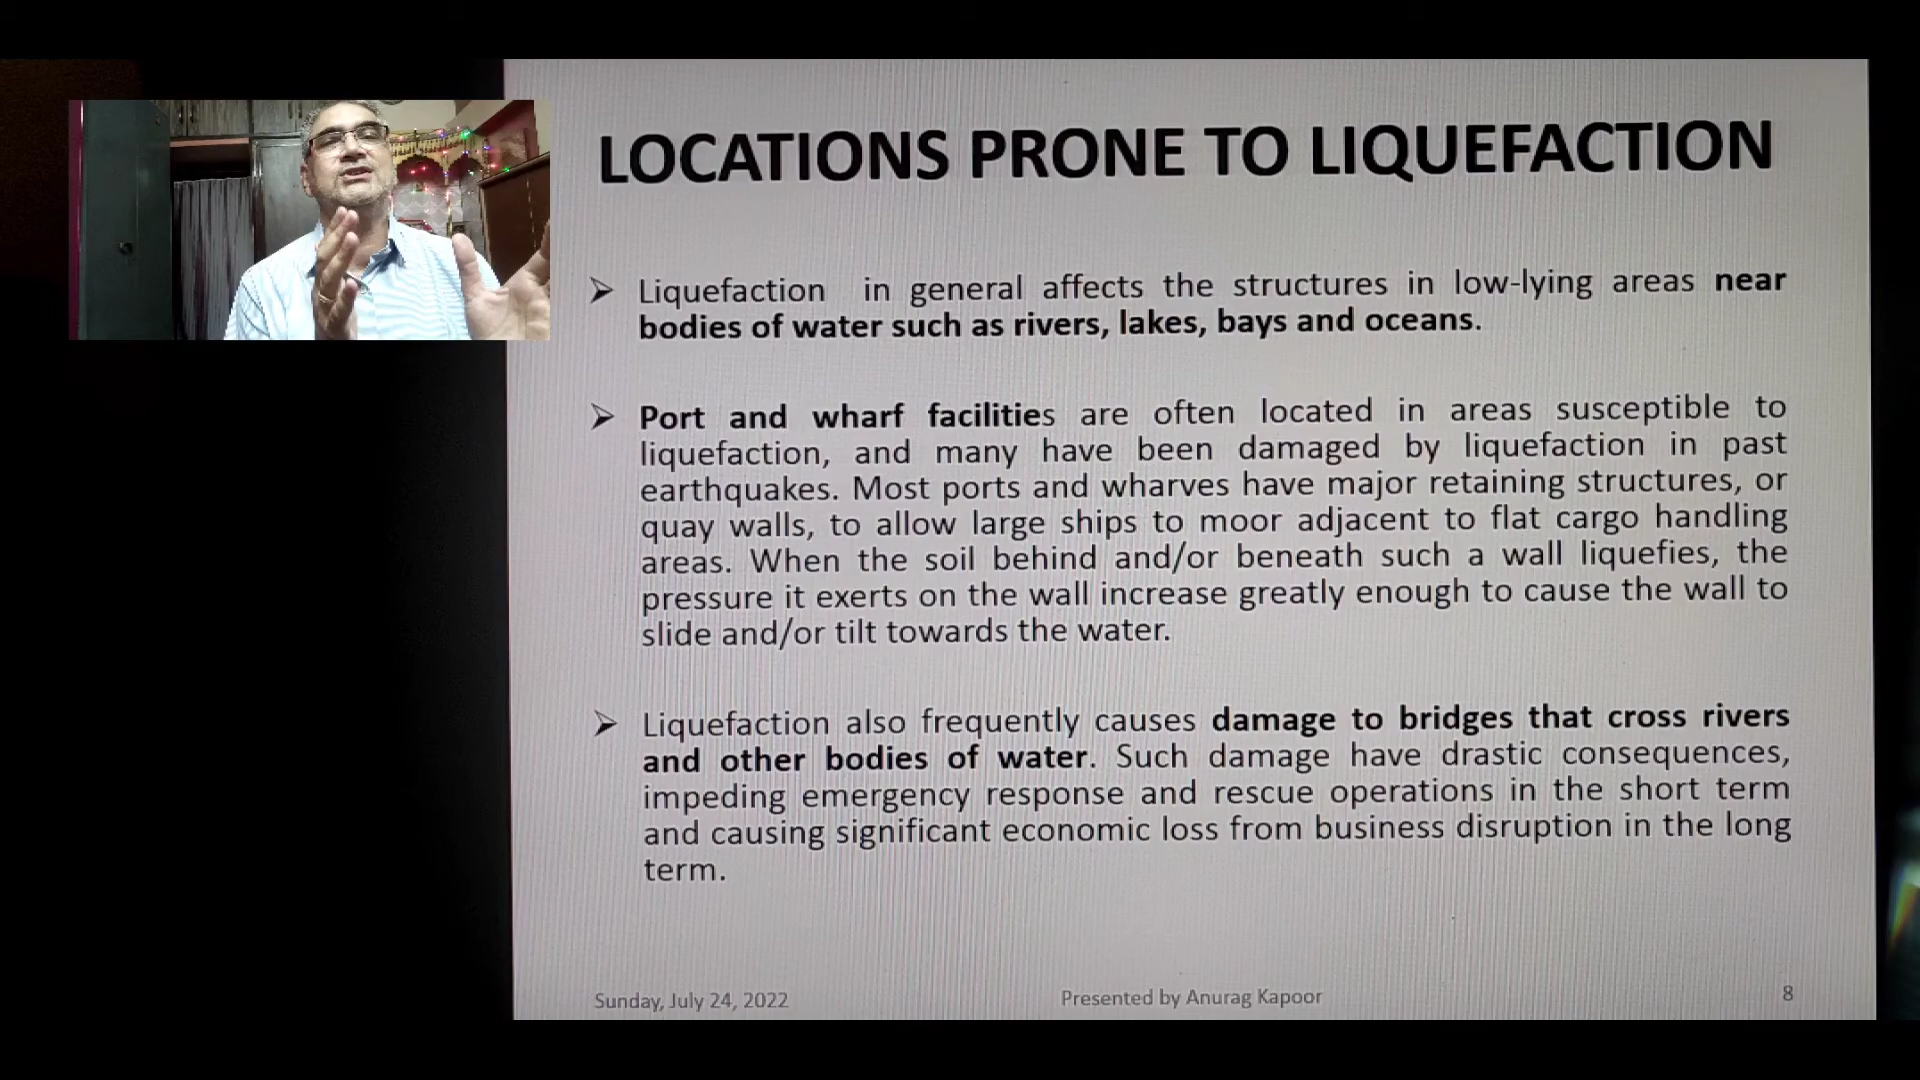 LOCATIONS PRONE TO LIQUEFACTION
➢ Liquefaction in general affects the structures in low-lying areas near
bodies of water such as rivers, lakes, bays and oceans.
➢ Port and wharf facilities are often located in areas susceptible to
liquefaction, and many have been damaged by liquefaction in past
earthquakes. Most ports and wharves have major retaining structures, or
quay walls, to allow large ships to moor adjacent to flat cargo handling
areas. When the soil behind and/or beneath such a wall liquefies, the
pressure it exerts on the wall increase greatly enough to cause the wall to
slide and/or tilt towards the water.
➢ Liquefaction also frequently causes damage to bridges that cross rivers
and other bodies of water. Such damage have drastic consequences,
impeding emergency response and rescue operations in the short term
and causing significant economic loss from business disruption in the long
term.
Sunday, July 24, 2022
Presented by Anurag Kapoor
8